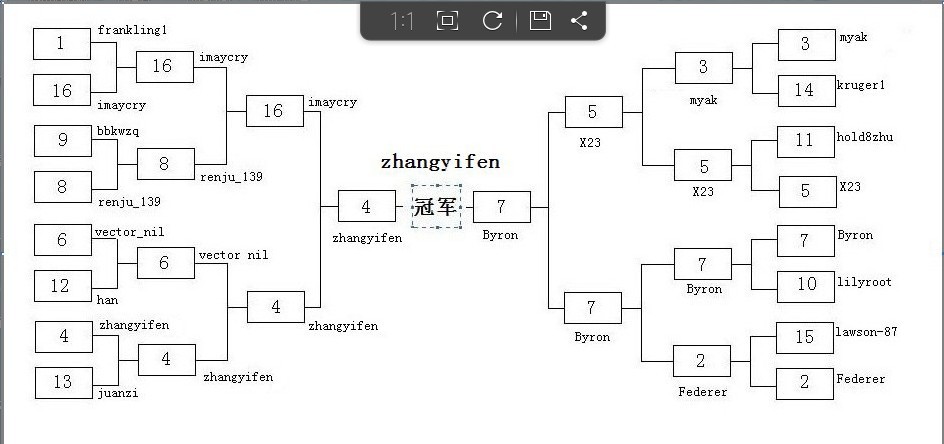 1:1
1
frankling1
16
imaycry
16
imaycry
9
bbkwzq
8
renju_139
8
renju_139
16
imaycry
6
vector_nil
12
han
6
vector nil
4
zhangyifen
13
juanzi
4
zhangyifen
4
zhangyifen
4
zhangyifen
zhangyifen
冠军
7
Byron
5
X23
3
myak
3
myak
14
kruger1
5
X23
11
hold8zhu
5
X23
7
Byron
7
Byron
7
Byron
10
lilyroot
2
Federer
15
lawson-87
2
Federer